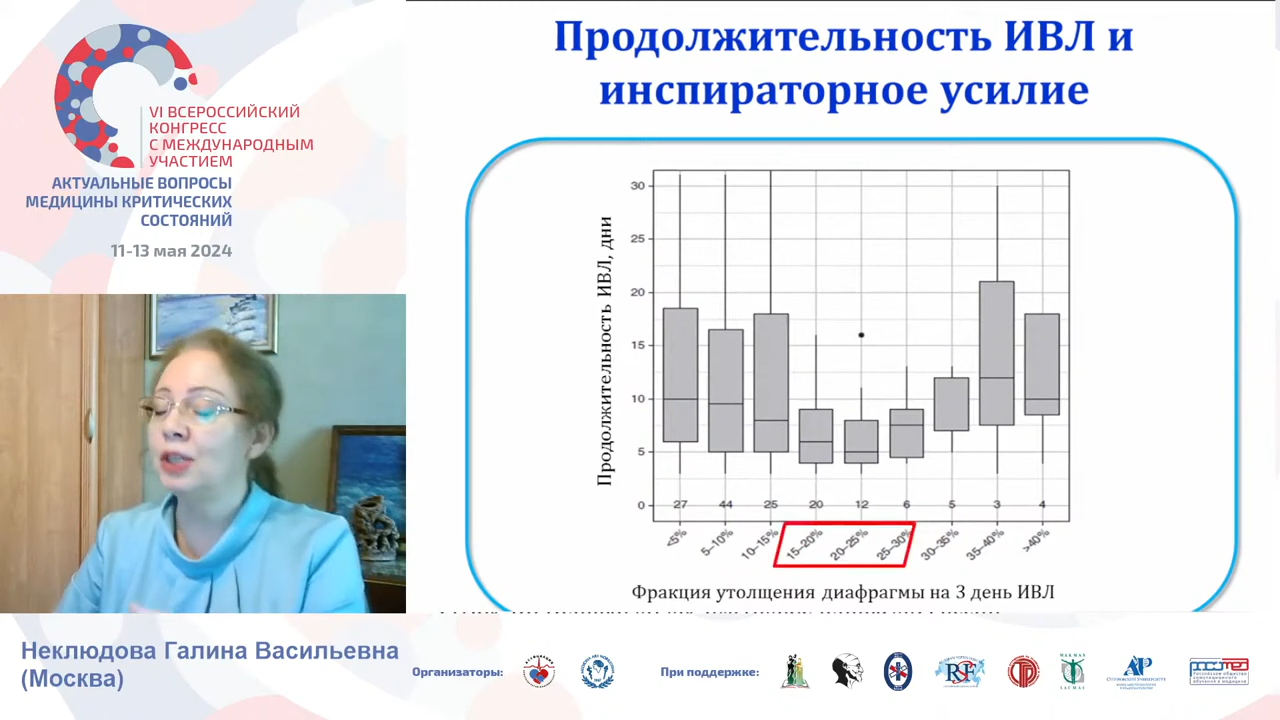 VI ВСЕРОССИЙСКИЙ
КОНГРЕСС
С МЕЖДУНАРОДНЫМ
УЧАСТИЕМ
АКТУАЛЬНЫЕ ВОПРОСЫ
МЕДИЦИНЫ КРИТИЧЕСКИХ
СОСТОЯНИЙ
11-13 мая 2024
Продолжительность ИВЛ и
инспираторное усилие
Продолжительность ИВЛ, дни
30
25
20
15
10
5
0
27 44 25 20 12 6 5 3 4
<5% 5-10% 10-15% 15-20% 20-25% 25-30% 30-35% 35-40% >40%
Фракция утолщения диафрагмы на 3 день ИВЛ
Неклюдова Галина Васильевна
(Москва)
Организаторы:
При поддержке: